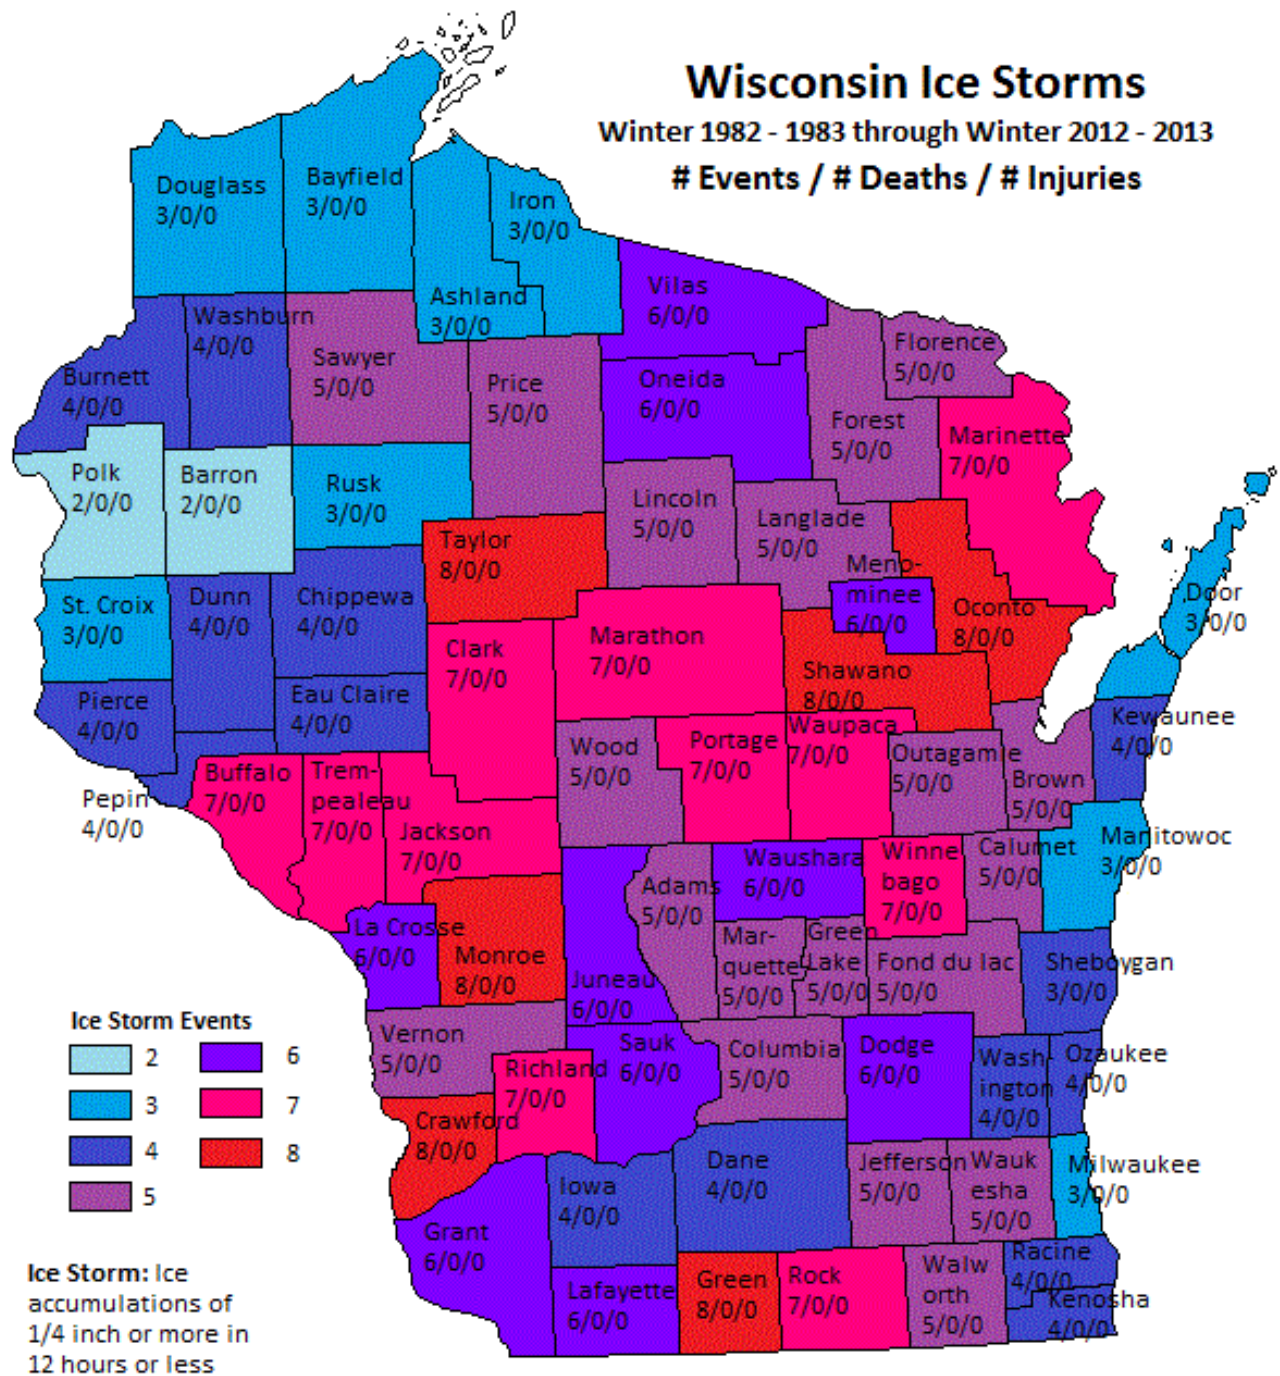 Wisconsin Ice Storms
Winter 1982 - 1983 through Winter 2012 - 2013
# Events / # Deaths / # Injuries
Douglass
3/0/0
Bayfield
3/0/0
Ashland
3/0/0
Iron
3/0/0
Vilas
6/0/0
Washburn
4/0/0
Burnett
4/0/0
Sawyer
5/0/0
Price
5/0/0
Oneida
6/0/0
Florence
5/0/0
Forest
5/0/0
Marinette
7/0/0
Polk
2/0/0
Barron
2/0/0
Rusk
3/0/0
Lincoln
5/0/0
Langlade
5/0/0
Taylor
8/0/0
Meno-
minee
6/0/0
Oconto
8/0/0
Door
3/0/0
St. Croix
3/0/0
Dunn
4/0/0
Chippewa
4/0/0
Clark
7/0/0
Marathon
7/0/0
Shawano
8/0/0
Pierce
4/0/0
Eau Claire
4/0/0
Pepin
4/0/0
Buffalo
7/0/0
Trem-
pealeau
7/0/0
Jackson
7/0/0
Wood
5/0/0
Portage
7/0/0
Waupaca
7/0/0
Outagamie
5/0/0
Brown
5/0/0
Kewaunee
4/0/0
Manitowoc
3/0/0
Calumet
5/0/0
Winne
bago
7/0/0
Waushara
6/0/0
Adams
5/0/0
La Crosse
6/0/0
Monroe
8/0/0
Juneau
6/0/0
Mar-
quette
5/0/0
Green
Lake
5/0/0
Fond du lac
5/0/0
Sheboygan
3/0/0
Vernon
5/0/0
Richland
7/0/0
Sauk
6/0/0
Columbia
5/0/0
Dodge
6/0/0
Wash-
ington
4/0/0
Ozaukee
4/0/0
Crawford
8/0/0
Iowa
4/0/0
Dane
4/0/0
Jefferson
5/0/0
Wauk
esha
5/0/0
Milwaukee
3/0/0
Grant
6/0/0
Lafayette
6/0/0
Green
8/0/0
Rock
7/0/0
Walw
orth
5/0/0
Racine
4/0/0
Kenosha
4/0/0
Ice Storm Events
2
6
3
7
4
8
5
Ice Storm: Ice
accumulations of
1/4 inch or more in
12 hours or less